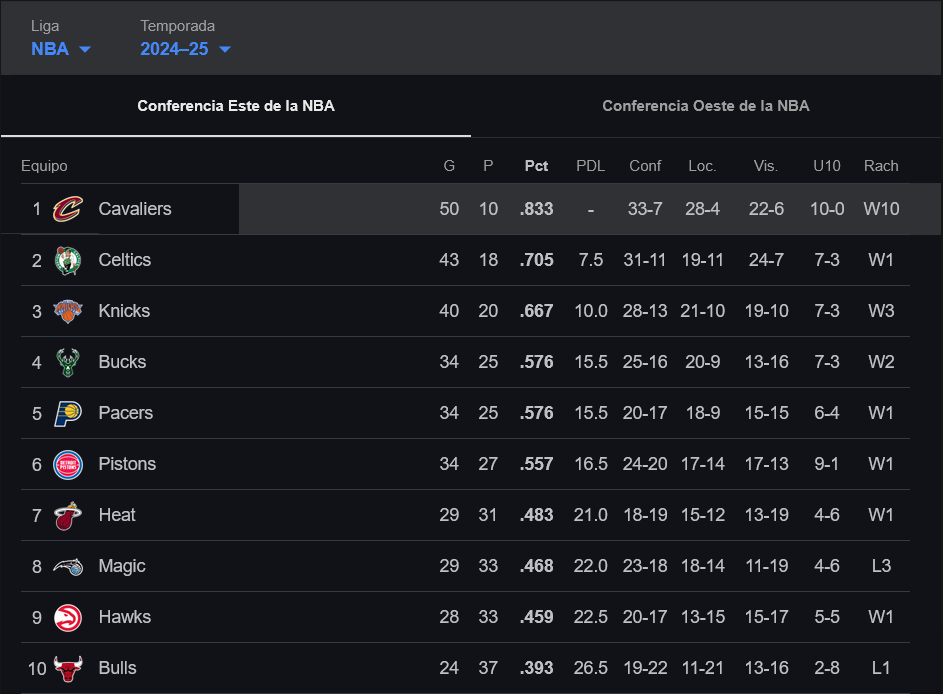 Liga Temporada
NBA 2024–25
Conferencia Este de la NBA Conferencia Oeste de la NBA
Equipo G P Pct PDL Conf Loc. Vis. U10 Rach
1 Cavaliers 50 10 .833 - 33-7 28-4 22-6 10-0 W10
2 Celtics 43 18 .705 7.5 31-11 19-11 24-7 7-3 W1
3 Knicks 40 20 .667 10.0 28-13 21-10 19-10 7-3 W3
4 Bucks 34 25 .576 15.5 25-16 20-9 13-16 7-3 W2
5 Pacers 34 25 .576 15.5 20-17 18-9 15-15 6-4 W1
6 Pistons 34 27 .557 16.5 24-20 17-14 17-13 9-1 W1
7 Heat 29 31 .483 21.0 18-19 15-12 13-19 4-6 W1
8 Magic 29 33 .468 22.0 23-18 18-14 11-19 4-6 L3
9 Hawks 28 33 .459 22.5 20-17 13-15 15-17 5-5 W1
10 Bulls 24 37 .393 26.5 19-22 11-21 13-16 2-8 L1